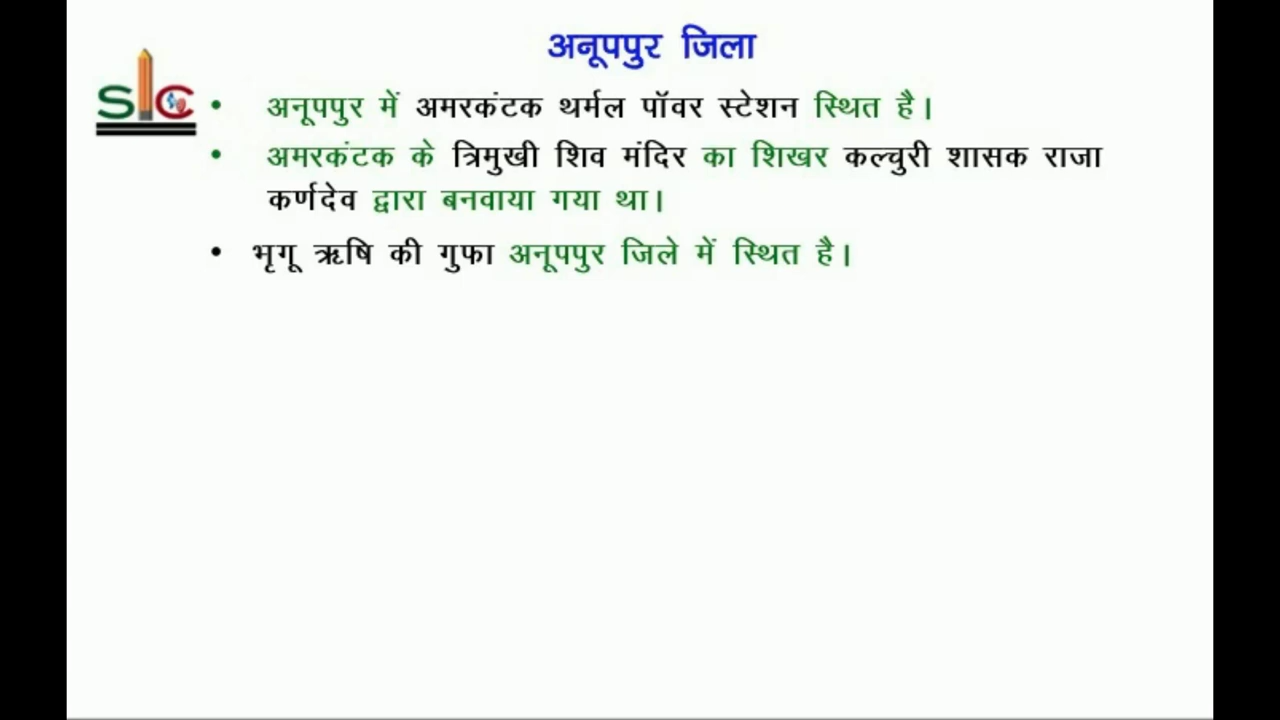 अनूपपुर जिला
SIC
• अनूपपुर में अमरकंटक थर्मल पॉवर स्टेशन स्थित है।
• अमरकंटक के त्रिमुखी शिव मंदिर का शिखर कल्चुरी शासक राजा
कर्णदेव द्वारा बनवाया गया था।
• भृगू ऋषि की गुफा अनूपपुर जिले में स्थित है।